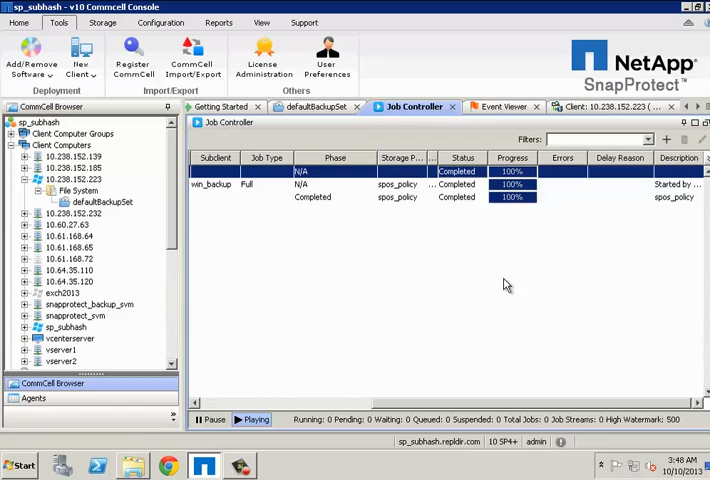 sp_subhash - v10 Commcell Console
Home Tools Storage Configuration Reports View Support
Add/Remove Software New Client Register CommCell CommCell Import/Export License Administration User Preferences
Deployment Import/Export Others
NetApp
SnapProtect
CommCell Browser
Getting Started defaultBackupSet Job Controller Event Viewer Client: 10.238.152.223 (...
sp_subhash
Client Computer Groups
Client Computers
10.238.152.139
10.238.152.185
10.238.152.223
File System
defaultBackupSet
10.238.152.232
10.60.27.63
10.61.168.64
10.61.168.65
10.61.168.72
10.64.35.110
10.64.35.120
exch2013
snapprotect_backup_svm
snapprotect_svm
sp_subhash
vcenterserver
vserver1
vserver2
CommCell Browser
Agents
Job Controller
Filters:
Subclient Job Type Phase Storage P... ... Status Progress Errors Delay Reason Description
N/A Completed 100%
win_backup Full N/A spos_policy ... Completed 100% Started by ...
Completed spos_policy Completed 100% spos_policy
Pause Playing Running: 0 Pending: 0 Waiting: 0 Queued: 0 Suspended: 0 Total Jobs: 0 Job Streams: 0 High Watermark: 500
sp_subhash.repldir.com 10 SP4+ admin
Start
3:48 AM
10/10/2013